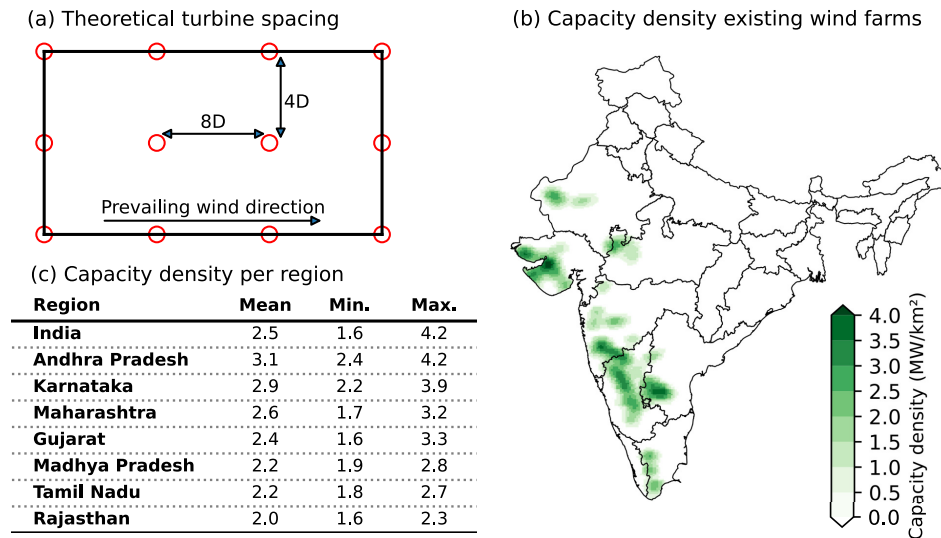 (a) Theoretical turbine spacing
4D
8D
Prevailing wind direction
(b) Capacity density existing wind farms
4.0
3.5
3.0
2.5
2.0
1.5
1.0
0.5
0.0
Capacity density (MW/km²)
(c) Capacity density per region
Region Mean Min. Max.
India 2.5 1.6 4.2
Andhra Pradesh 3.1 2.4 4.2
Karnataka 2.9 2.2 3.9
Maharashtra 2.6 1.7 3.2
Gujarat 2.4 1.6 3.3
Madhya Pradesh 2.2 1.9 2.8
Tamil Nadu 2.2 1.8 2.7
Rajasthan 2.0 1.6 2.3